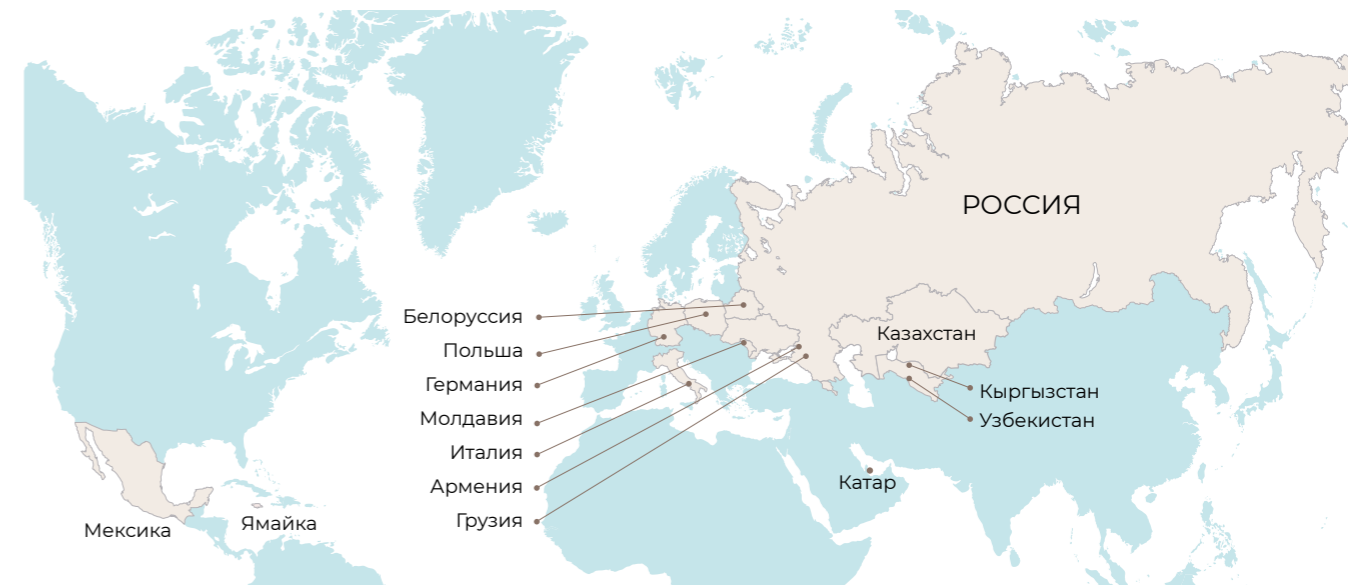 РОССИЯ
Белоруссия
Польша
Германия
Молдавия
Италия
Армения
Грузия
Казахстан
Кыргызстан
Узбекистан
Катар
Мексика
Ямайка